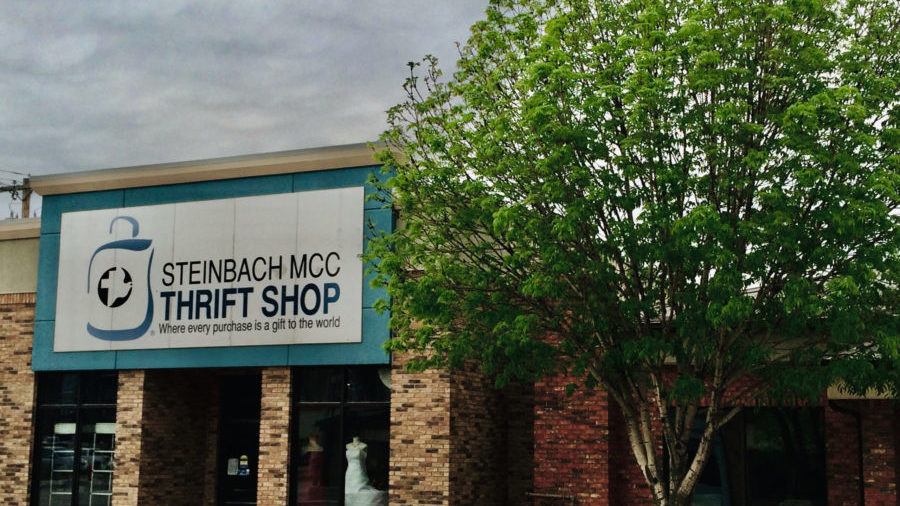 STEINBACH MCC
THRIFT SHOP
Where every purchase is a gift to the world